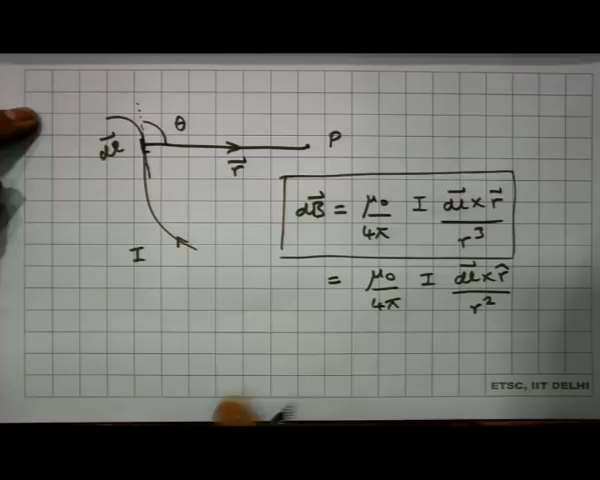 θ
P
d𝑙⃗
r⃗
I
dB⃗ = μ₀/4π I d𝑙⃗ × r⃗/r³
= μ₀/4π I d𝑙⃗ × r̂/r²
ETSC, IIT DELHI